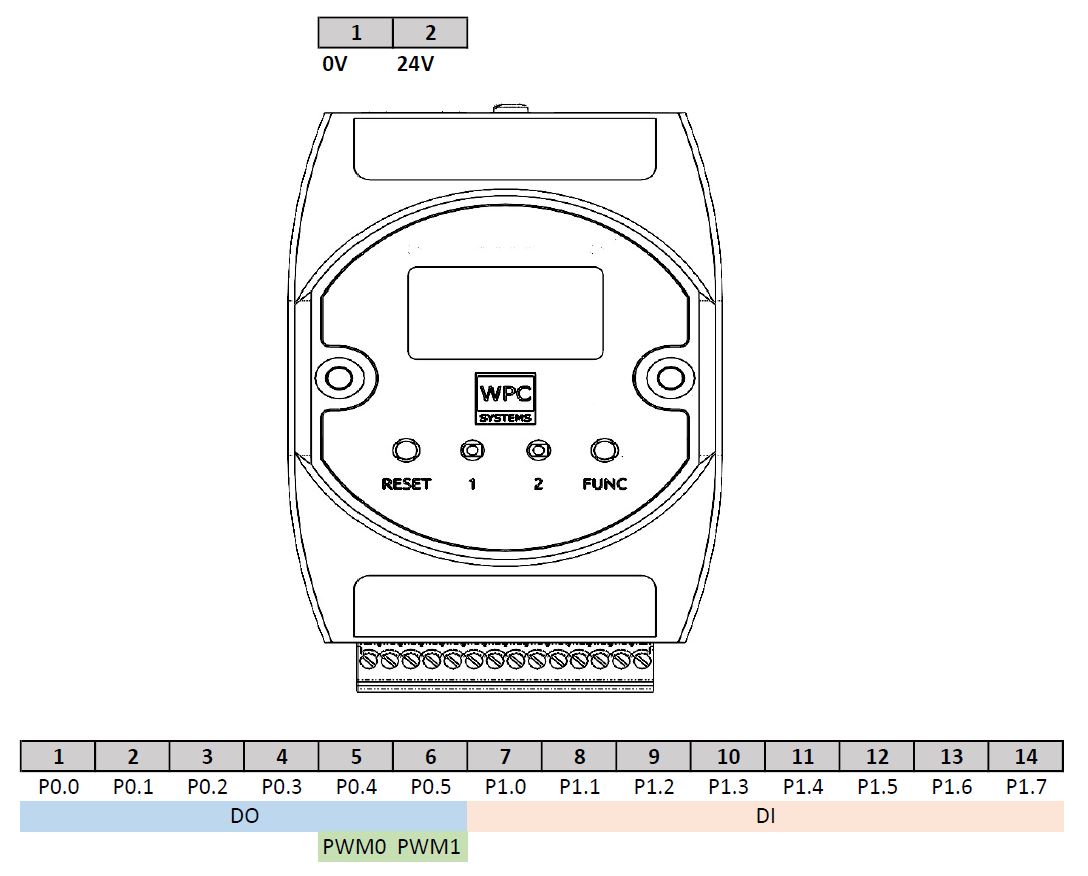 1 2
0V 24V
WPC
SYSTEMS
RESET 1 2 FUNC
1 2 3 4 5 6 7 8 9 10 11 12 13 14
P0.0 P0.1 P0.2 P0.3 P0.4 P0.5 P1.0 P1.1 P1.2 P1.3 P1.4 P1.5 P1.6 P1.7
DO DI
PWM0 PWM1